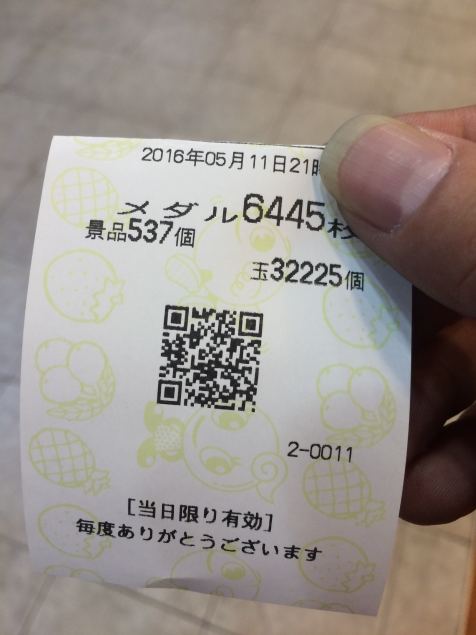 2016年05月11日21時
メダル6445枚
景品537個
玉32225個
2-0011
[当日限り有効]
毎度ありがとうございます